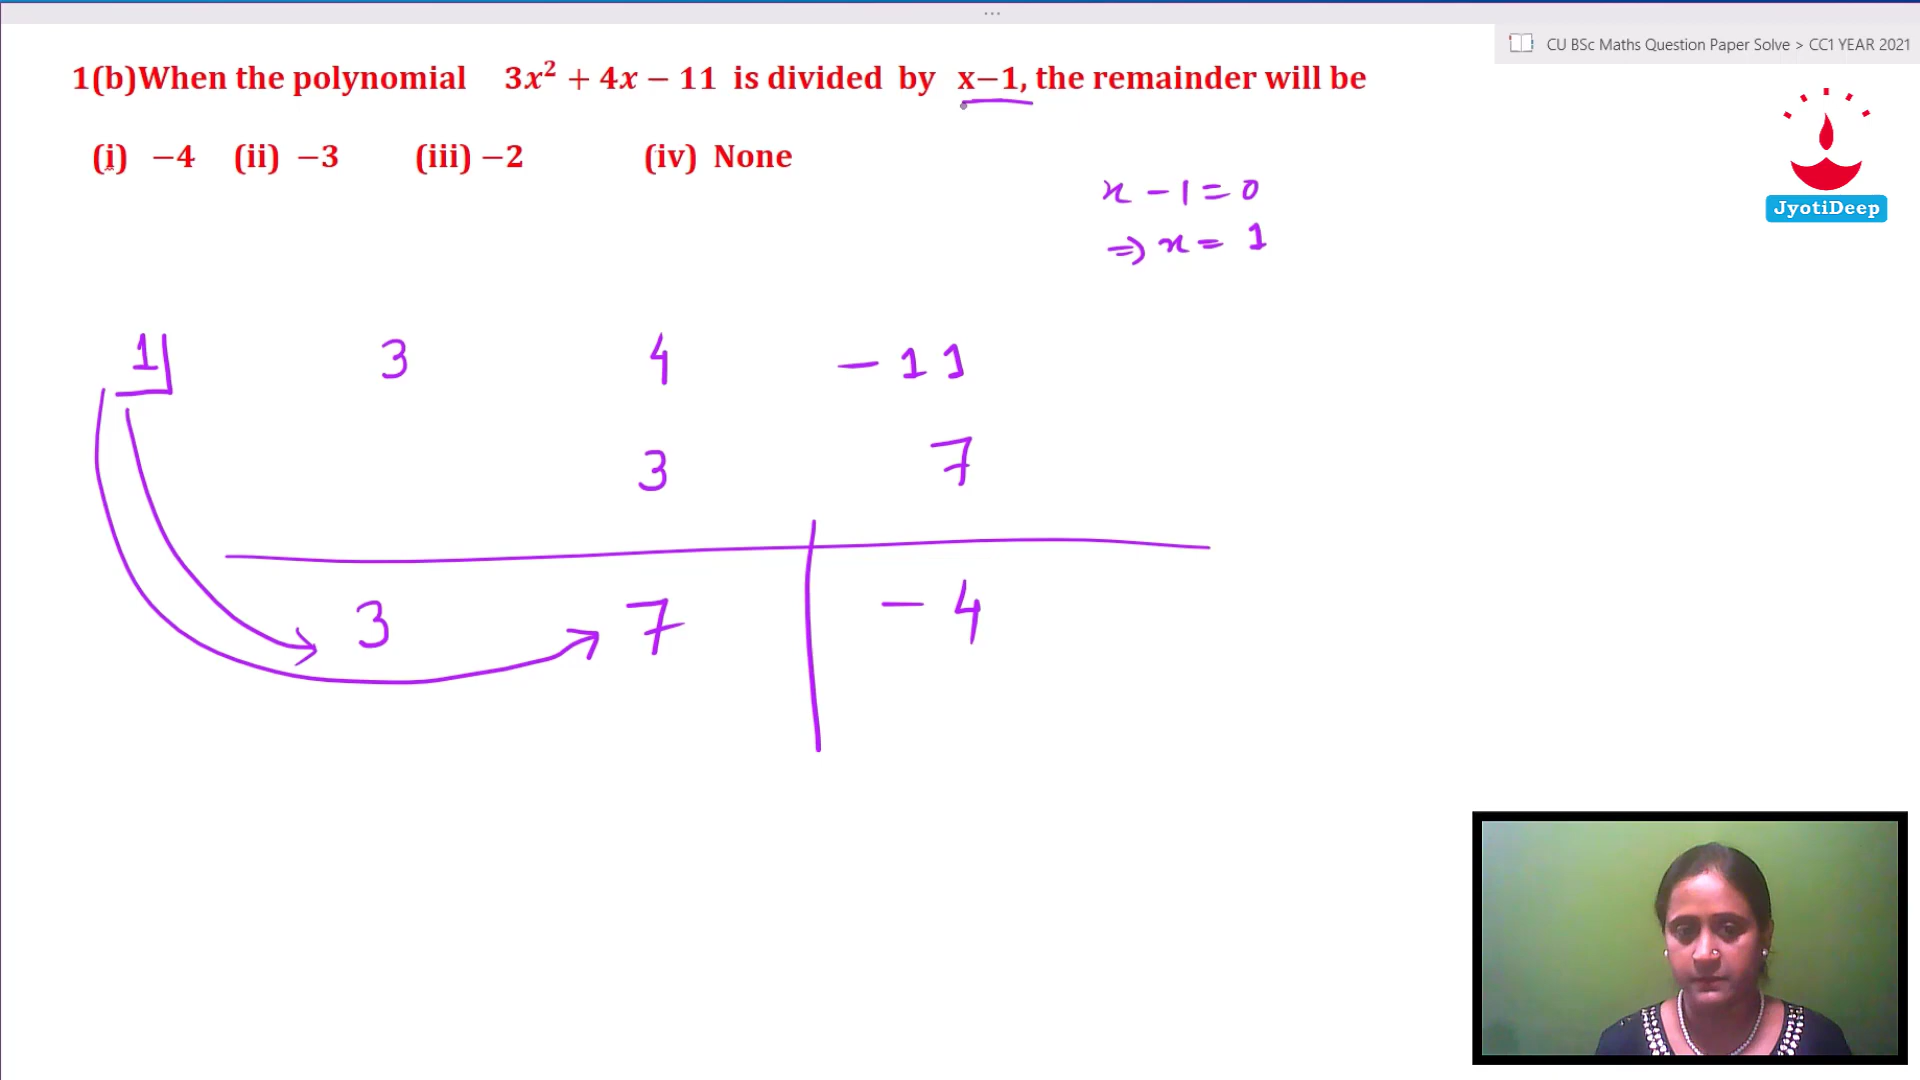 CU BSc Maths Question Paper Solve > CC1 YEAR 2021
1(b)When the polynomial 3x² + 4x − 11 is divided by x−1, the remainder will be
(i) −4 (ii) −3 (iii) −2 (iv) None
JyotiDeep
x − 1 = 0
⇒ x = 1
1 3 4 − 11
3 7
3 7 − 4